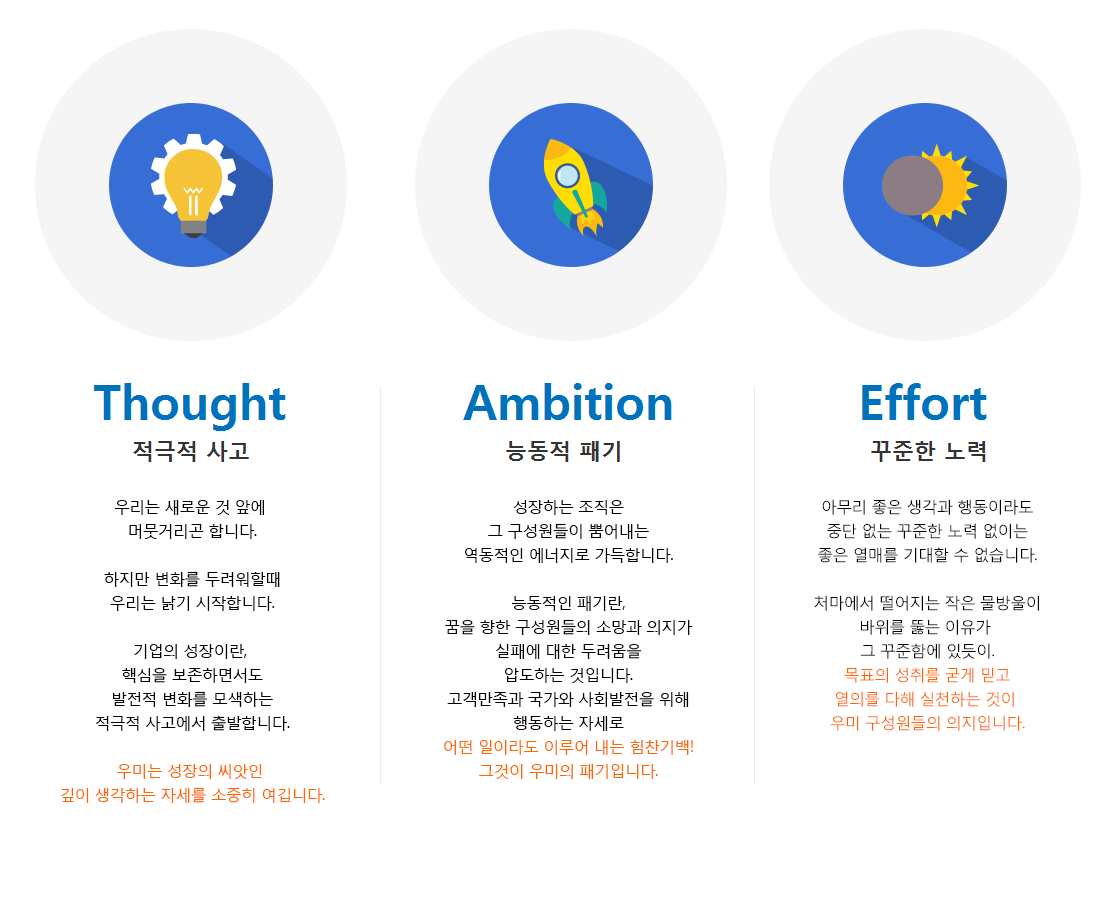 Thought
적극적 사고
우리는 새로운 것 앞에
머뭇거리곤 합니다.
하지만 변화를 두려워할때
우리는 낡기 시작합니다.
기업의 성장이란,
핵심을 보존하면서도
발전적 변화를 모색하는
적극적 사고에서 출발합니다.
우미는 성장의 씨앗인
깊이 생각하는 자세를 소중히 여깁니다.
Ambition
능동적 패기
성장하는 조직은
그 구성원들이 뿜어내는
역동적인 에너지로 가득합니다.
능동적인 패기란,
꿈을 향한 구성원들의 소망과 의지가
실패에 대한 두려움을
압도하는 것입니다.
고객만족과 국가와 사회발전을 위해
행동하는 자세로
어떤 일이라도 이루어 내는 힘찬기백!
그것이 우미의 패기입니다.
Effort
꾸준한 노력
아무리 좋은 생각과 행동이라도
중단 없는 꾸준한 노력 없이는
좋은 열매를 기대할 수 없습니다.
처마에서 떨어지는 작은 물방울이
바위를 뚫는 이유가
그 꾸준함에 있듯이.
목표의 성취를 굳게 믿고
열의를 다해 실천하는 것이
우미 구성원들의 의지입니다.